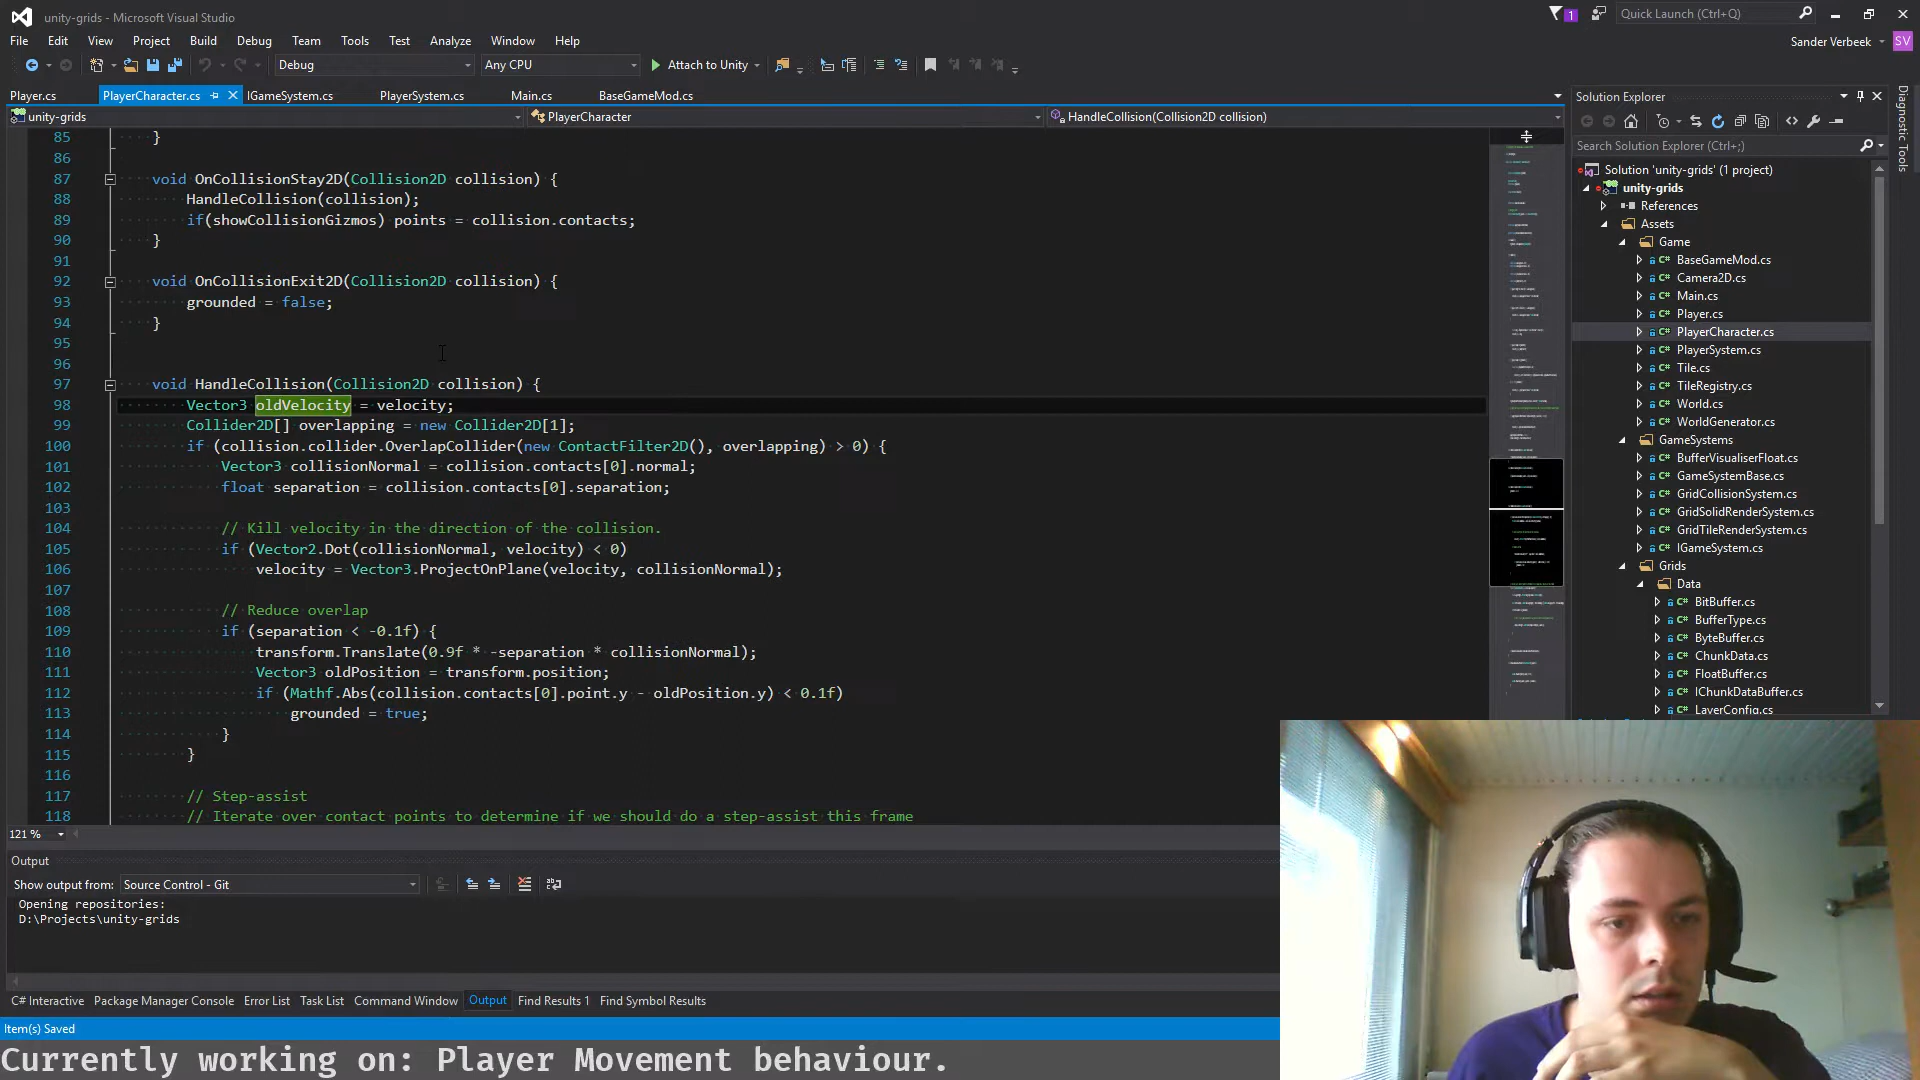 unity-grids - Microsoft Visual Studio
1
Quick Launch (Ctrl+Q)
File Edit View Project Build Debug Team Tools Test Analyze Window Help
Sander Verbeek SV
Debug Any CPU Attach to Unity
Player.cs PlayerCharacter.cs IGameSystem.cs PlayerSystem.cs Main.cs BaseGameMod.cs
unity-grids PlayerCharacter HandleCollision(Collision2D collision)
85 }
86
87 void OnCollisionStay2D(Collision2D collision) {
88 HandleCollision(collision);
89 if(showCollisionGizmos) points = collision.contacts;
90 }
91
92 void OnCollisionExit2D(Collision2D collision) {
93 grounded = false;
94 }
95
96
97 void HandleCollision(Collision2D collision) {
98 Vector3 oldVelocity = velocity;
99 Collider2D[] overlapping = new Collider2D[1];
100 if (collision.collider.OverlapCollider(new ContactFilter2D(), overlapping) > 0) {
101 Vector3 collisionNormal = collision.contacts[0].normal;
102 float separation = collision.contacts[0].separation;
103
104 // Kill velocity in the direction of the collision.
105 if (Vector2.Dot(collisionNormal, velocity) < 0)
106 velocity = Vector3.ProjectOnPlane(velocity, collisionNormal);
107
108 // Reduce overlap
109 if (separation < -0.1f) {
110 transform.Translate(0.9f * -separation * collisionNormal);
111 Vector3 oldPosition = transform.position;
112 if (Mathf.Abs(collision.contacts[0].point.y - oldPosition.y) < 0.1f)
113 grounded = true;
114 }
115 }
116
117 // Step-assist
118 // Iterate over contact points to determine if we should do a step-assist this frame
121 %
Output
Show output from: Source Control - Git
Opening repositories:
D:\Projects\unity-grids
C# Interactive Package Manager Console Error List Task List Command Window Output Find Results 1 Find Symbol Results
Item(s) Saved
Currently working on: Player Movement behaviour.
Solution Explorer
Search Solution Explorer (Ctrl+;)
Solution 'unity-grids' (1 project)
unity-grids
References
Assets
Game
C# BaseGameMod.cs
C# Camera2D.cs
C# Main.cs
C# Player.cs
C# PlayerCharacter.cs
C# PlayerSystem.cs
C# Tile.cs
C# TileRegistry.cs
C# World.cs
C# WorldGenerator.cs
GameSystems
C# BufferVisualiserFloat.cs
C# GameSystemBase.cs
C# GridCollisionSystem.cs
C# GridSolidRenderSystem.cs
C# GridTileRenderSystem.cs
C# IGameSystem.cs
Grids
Data
C# BitBuffer.cs
C# BufferType.cs
C# ByteBuffer.cs
C# ChunkData.cs
C# FloatBuffer.cs
C# IChunkDataBuffer.cs
C# LayerConfig.cs
Diagnostic Tools